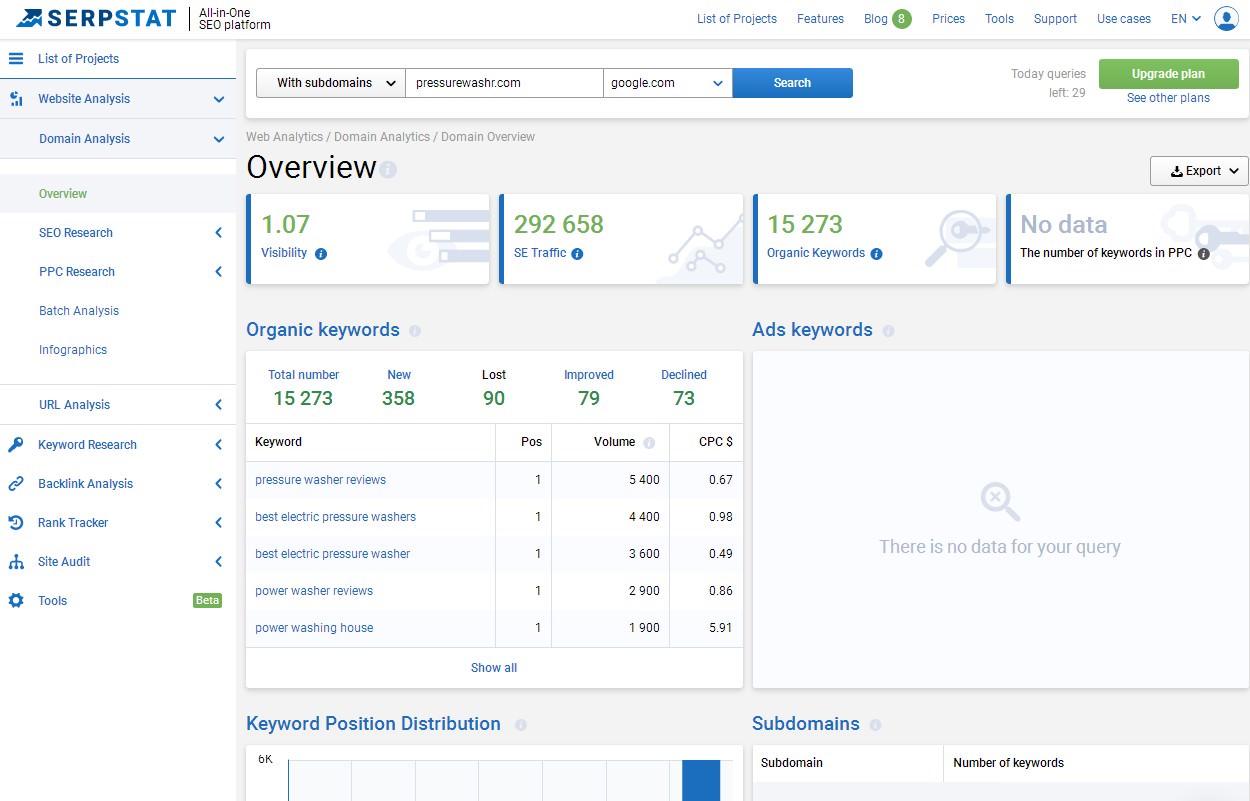 SERPSTAT
All-in-One
SEO platform
List of Projects Features Blog 8 Prices Tools Support Use cases EN
List of Projects
Website Analysis
Domain Analysis
Overview
SEO Research
PPC Research
Batch Analysis
Infographics
URL Analysis
Keyword Research
Backlink Analysis
Rank Tracker
Site Audit
Tools Beta
With subdomains pressurewashr.com google.com Search
Today queries
left: 29
Upgrade plan
See other plans
Web Analytics / Domain Analytics / Domain Overview
Overview
Export
1.07
Visibility
292 658
SE Traffic
15 273
Organic Keywords
No data
The number of keywords in PPC
Organic keywords
Total number New Lost Improved Declined
15 273 358 90 79 73
Keyword Pos Volume CPC $
pressure washer reviews 1 5 400 0.67
best electric pressure washers 1 4 400 0.98
best electric pressure washer 1 3 600 0.49
power washer reviews 1 2 900 0.86
power washing house 1 1 900 5.91
Show all
Ads keywords
There is no data for your query
Keyword Position Distribution
6K
Subdomains
Subdomain Number of keywords